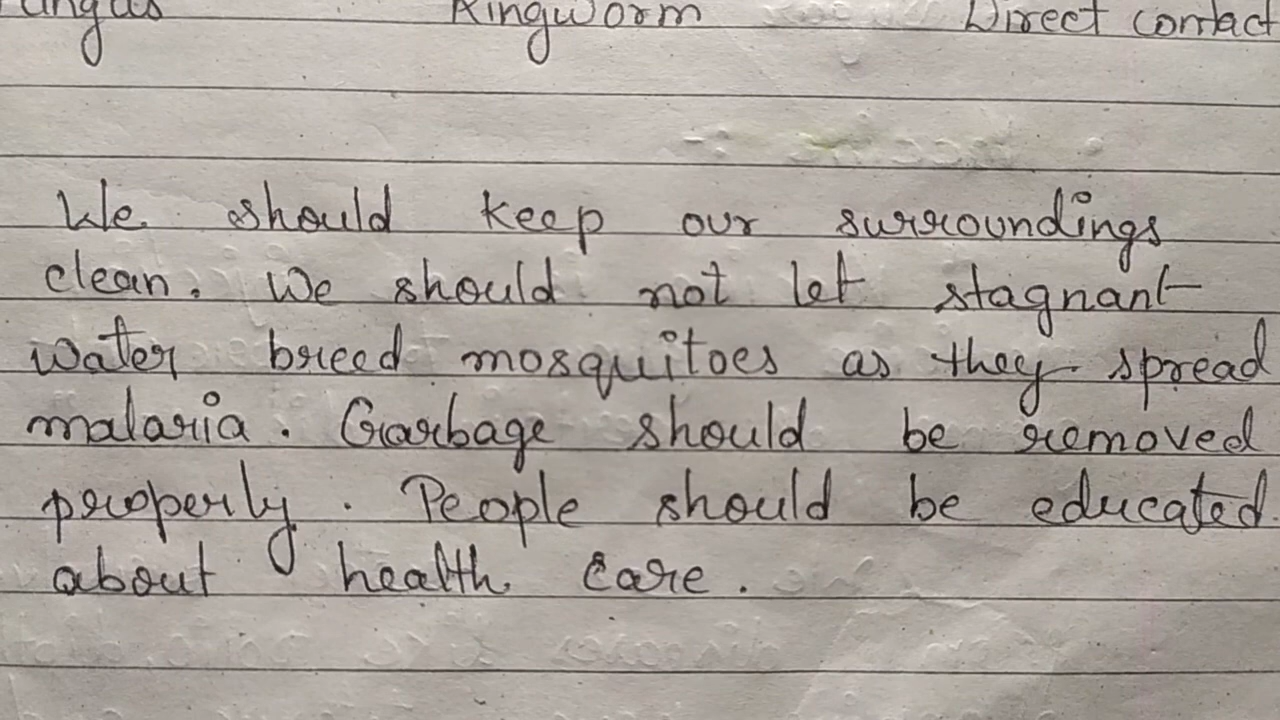 Fungus Ringworm Direct contact
We should keep our surroundings
clean. We should not let stagnant
water breed mosquitoes as they spread
malaria. Garbage should be removed
properly. People should be educated
about health care.